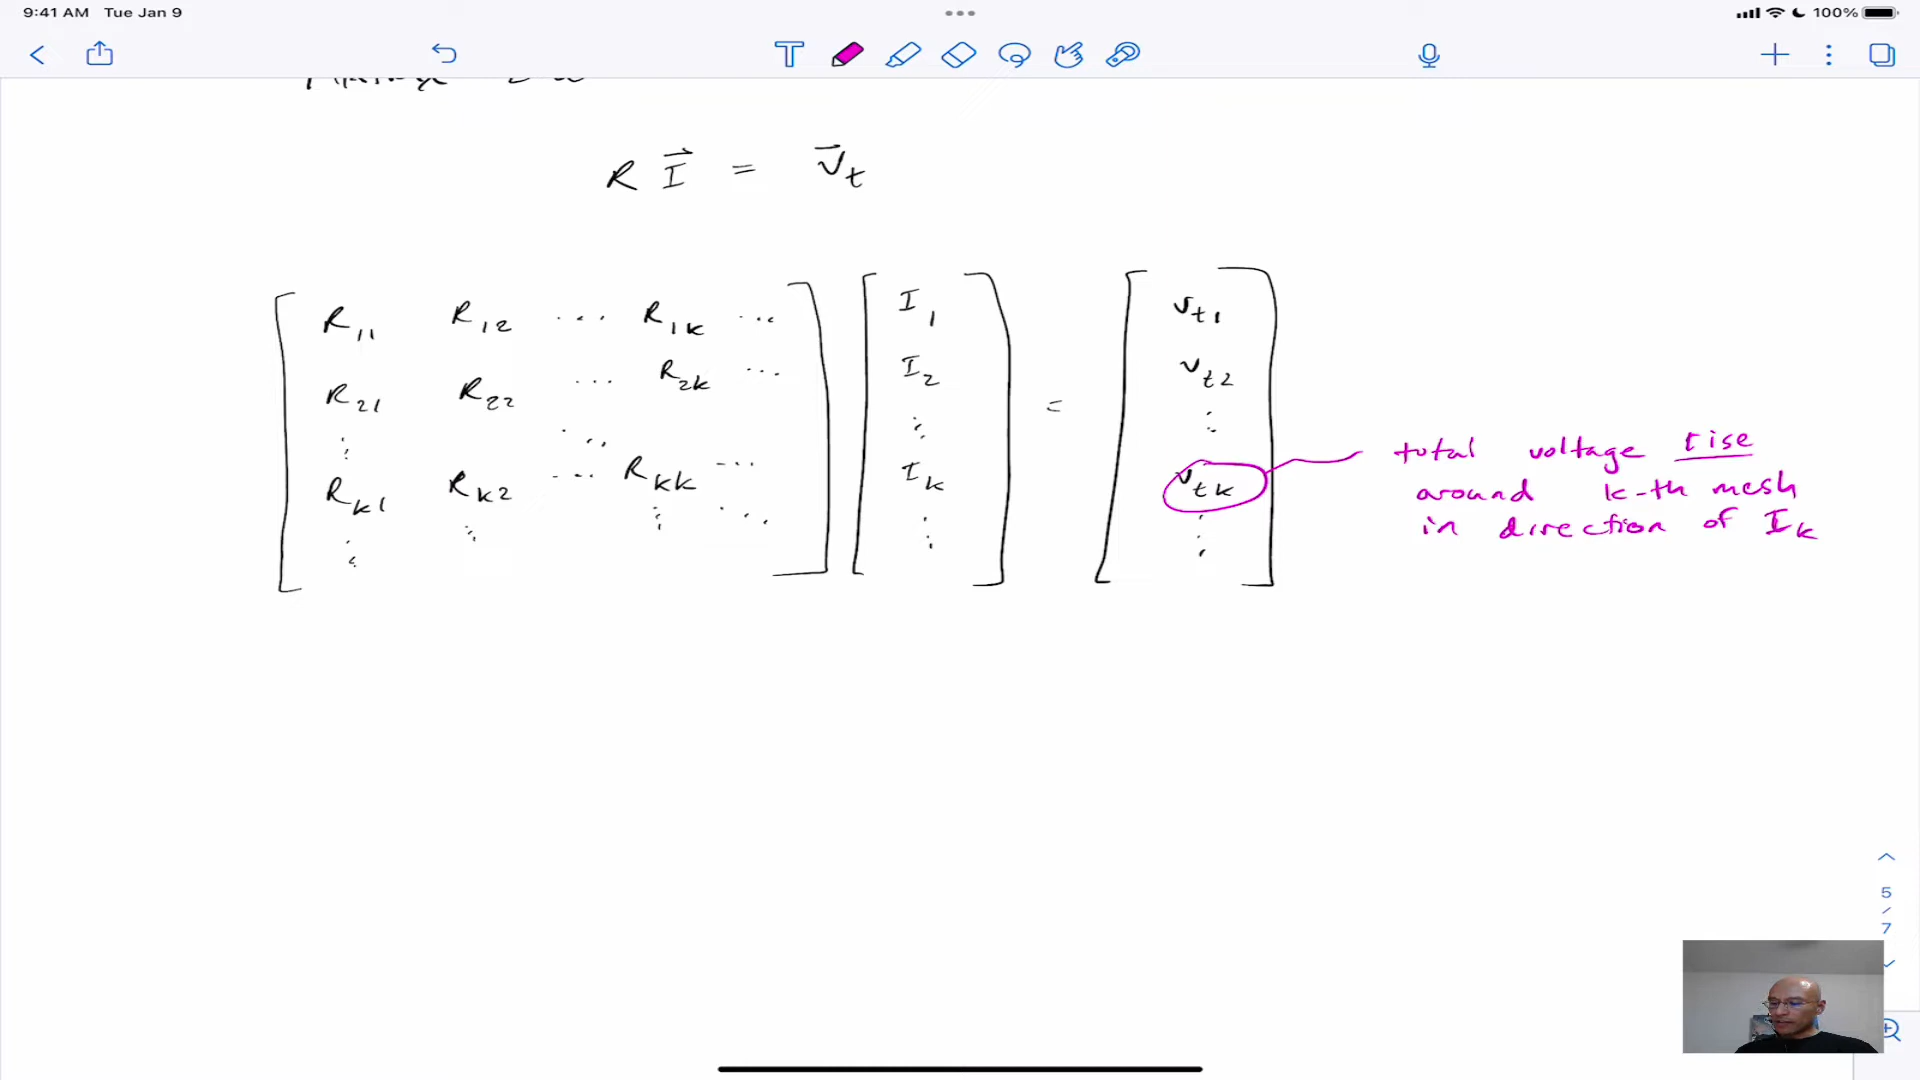 9:41 AM Tue Jan 9
100%
R I⃗ = V⃗t
R11 R12 ... R1k ... I1 Vt1
R21 R22 ... R2k ... I2 Vt2
=
Rk1 Rk2 ... Rkk ... Ik Vtk
total voltage rise
around k-th mesh
in direction of Ik
5
/
7